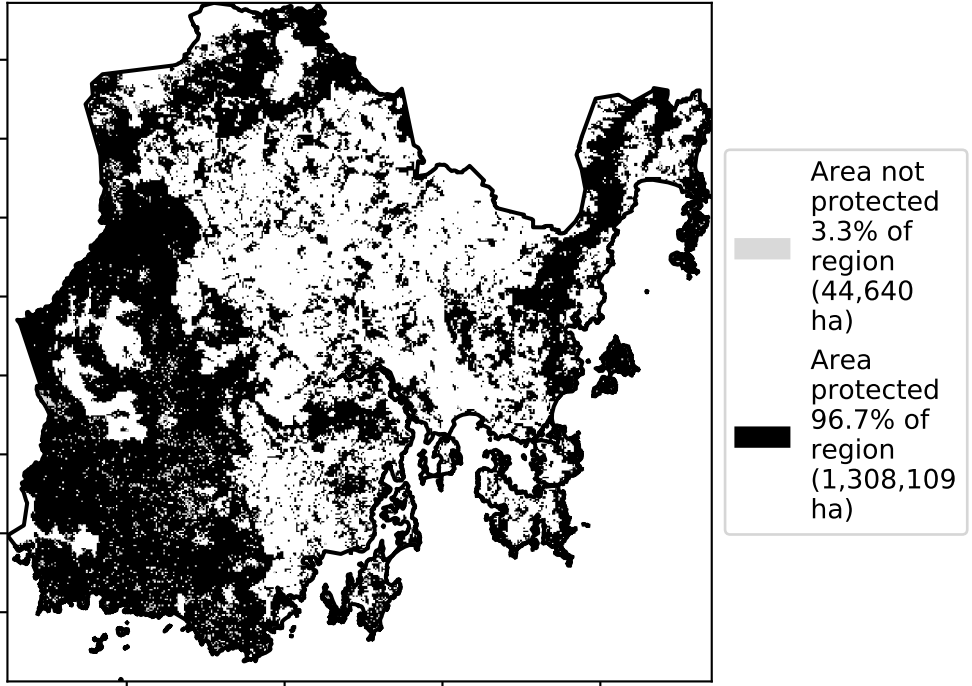 Area not
protected
3.3% of
region
(44,640
ha)
Area
protected
96.7% of
region
(1,308,109
ha)